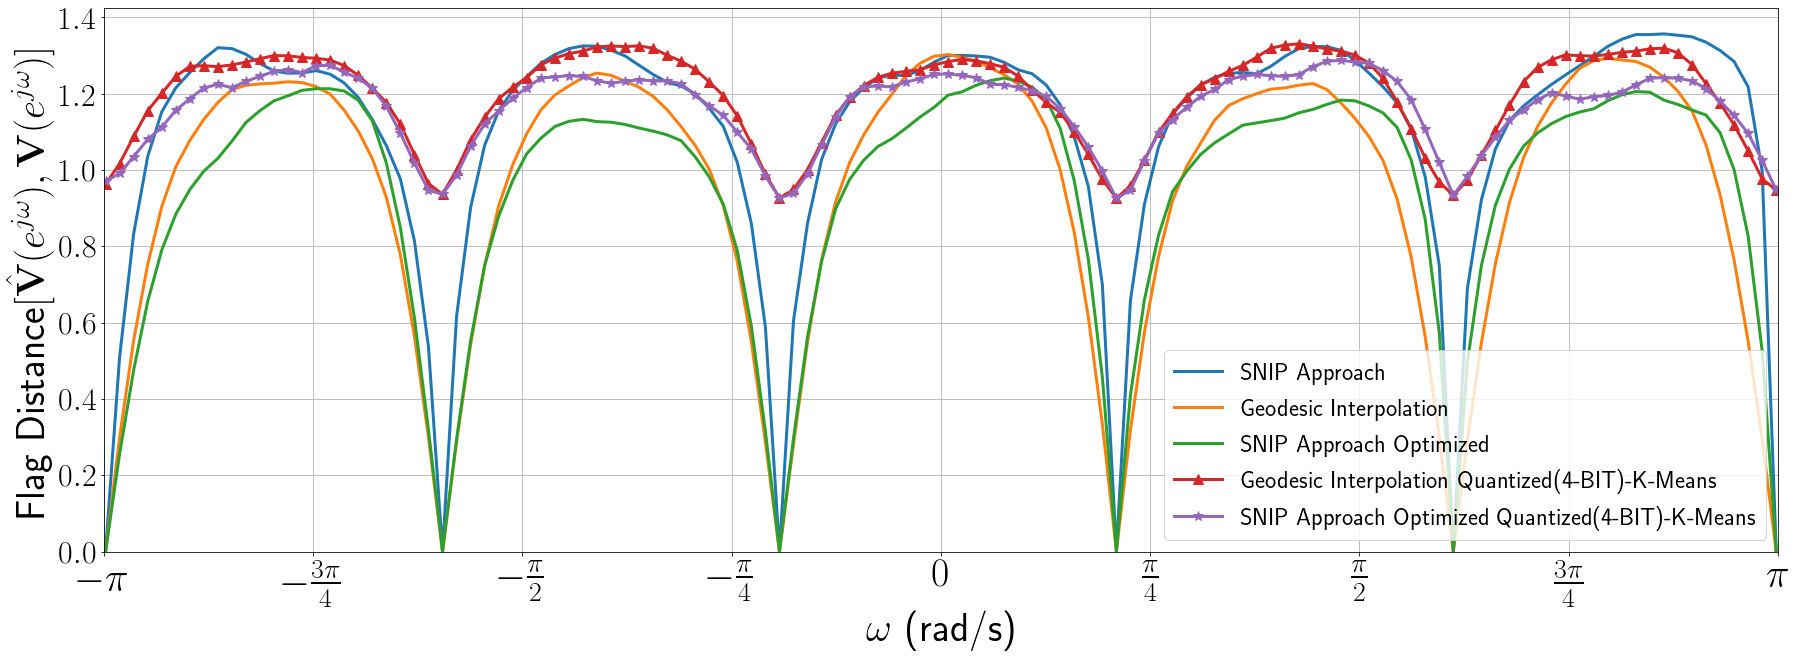 Flag Distance[V̂(e^{jω}), V(e^{jω})]
1.4
1.2
1.0
0.8
0.6
0.4
0.2
0.0
−π
−3π/4
−π/2
−π/4
0
π/4
π/2
3π/4
π
ω (rad/s)
SNIP Approach
Geodesic Interpolation
SNIP Approach Optimized
Geodesic Interpolation Quantized(4-BIT)-K-Means
SNIP Approach Optimized Quantized(4-BIT)-K-Means